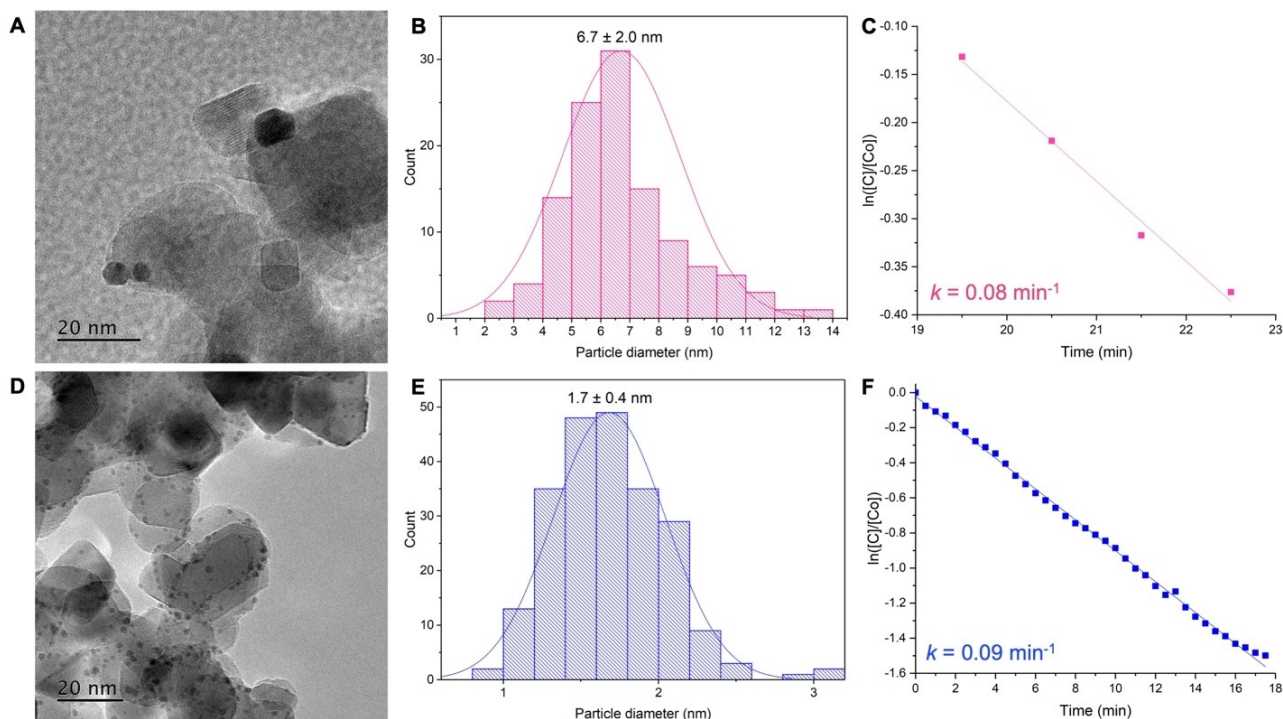 A
20 nm
B
6.7 ± 2.0 nm
Count
30
20
10
0
1 2 3 4 5 6 7 8 9 10 11 12 13 14
Particle diameter (nm)
C
ln([C]/[Co])
-0.10
-0.15
-0.20
-0.25
-0.30
-0.35
-0.40
k = 0.08 min⁻¹
19 20 21 22 23
Time (min)
D
20 nm
E
1.7 ± 0.4 nm
Count
50
40
30
20
10
0
1 2 3
Particle diameter (nm)
F
ln([C]/[Co])
0.0
-0.2
-0.4
-0.6
-0.8
-1.0
-1.2
-1.4
-1.6
k = 0.09 min⁻¹
0 2 4 6 8 10 12 14 16 18
Time (min)